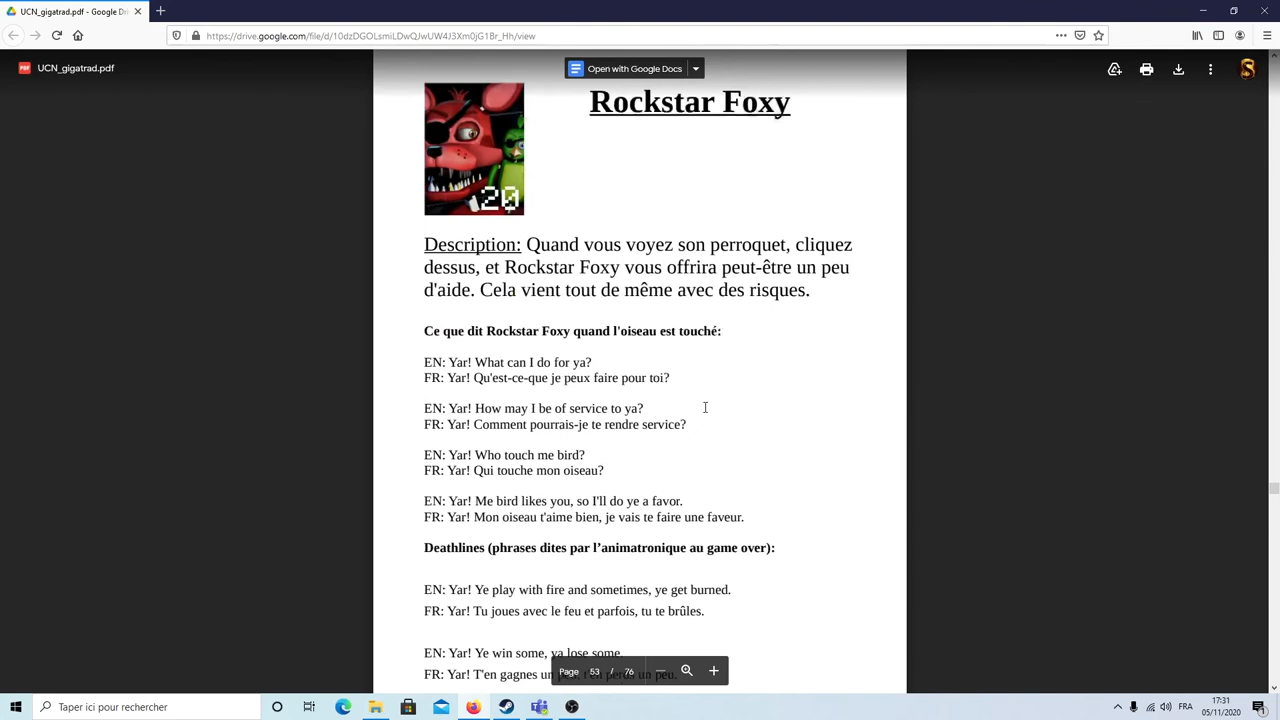 UCN_gigatrad.pdf - Google Dri
https://drive.google.com/file/d/10dzDGOLsmiLDwQJwUW4J3Xm0jG1Br_Hh/view
UCN_gigatrad.pdf
Open with Google Docs
Rockstar Foxy
20
Description: Quand vous voyez son perroquet, cliquez
dessus, et Rockstar Foxy vous offrira peut-être un peu
d'aide. Cela vient tout de même avec des risques.
Ce que dit Rockstar Foxy quand l'oiseau est touché:
EN: Yar! What can I do for ya?
FR: Yar! Qu'est-ce-que je peux faire pour toi?
EN: Yar! How may I be of service to ya?
FR: Yar! Comment pourrais-je te rendre service?
EN: Yar! Who touch me bird?
FR: Yar! Qui touche mon oiseau?
EN: Yar! Me bird likes you, so I'll do ye a favor.
FR: Yar! Mon oiseau t'aime bien, je vais te faire une faveur.
Deathlines (phrases dites par l’animatronique au game over):
EN: Yar! Ye play with fire and sometimes, ye get burned.
FR: Yar! Tu joues avec le feu et parfois, tu te brûles.
EN: Yar! Ye win some, ya lose some.
FR: Yar! T'en gagnes un
Page 53 / 76
Taper ici pour rechercher
FRA
17:31
05/11/2020